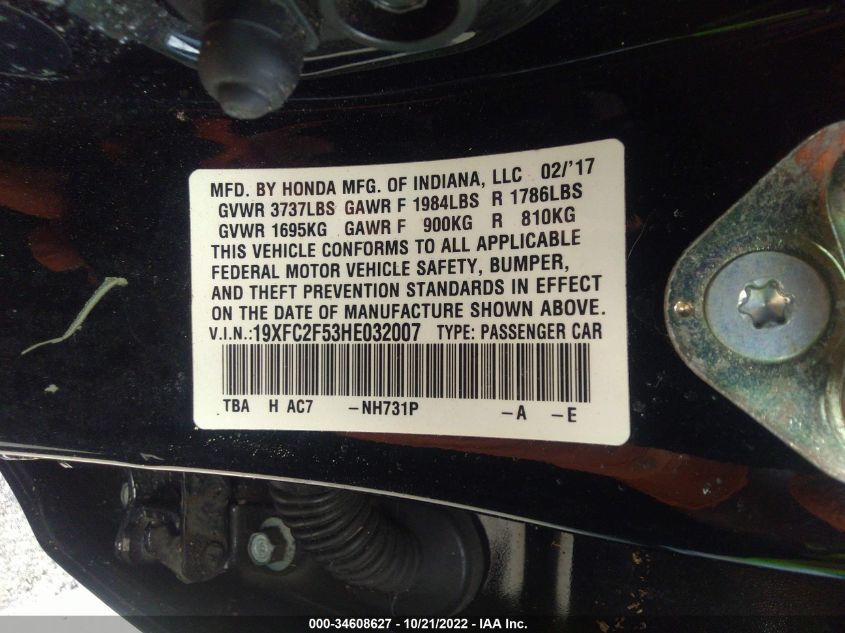 MFD. BY HONDA MFG. OF INDIANA, LLC 02/'17
GVWR 3737LBS GAWR F 1984LBS R 1786LBS
GVWR 1695KG GAWR F 900KG R 810KG
THIS VEHICLE CONFORMS TO ALL APPLICABLE
FEDERAL MOTOR VEHICLE SAFETY, BUMPER,
AND THEFT PREVENTION STANDARDS IN EFFECT
ON THE DATE OF MANUFACTURE SHOWN ABOVE.
V.I.N.:19XFC2F53HE032007 TYPE: PASSENGER CAR
TBA H AC7 -NH731P -A -E
000-34608627 - 10/21/2022 - IAA Inc.